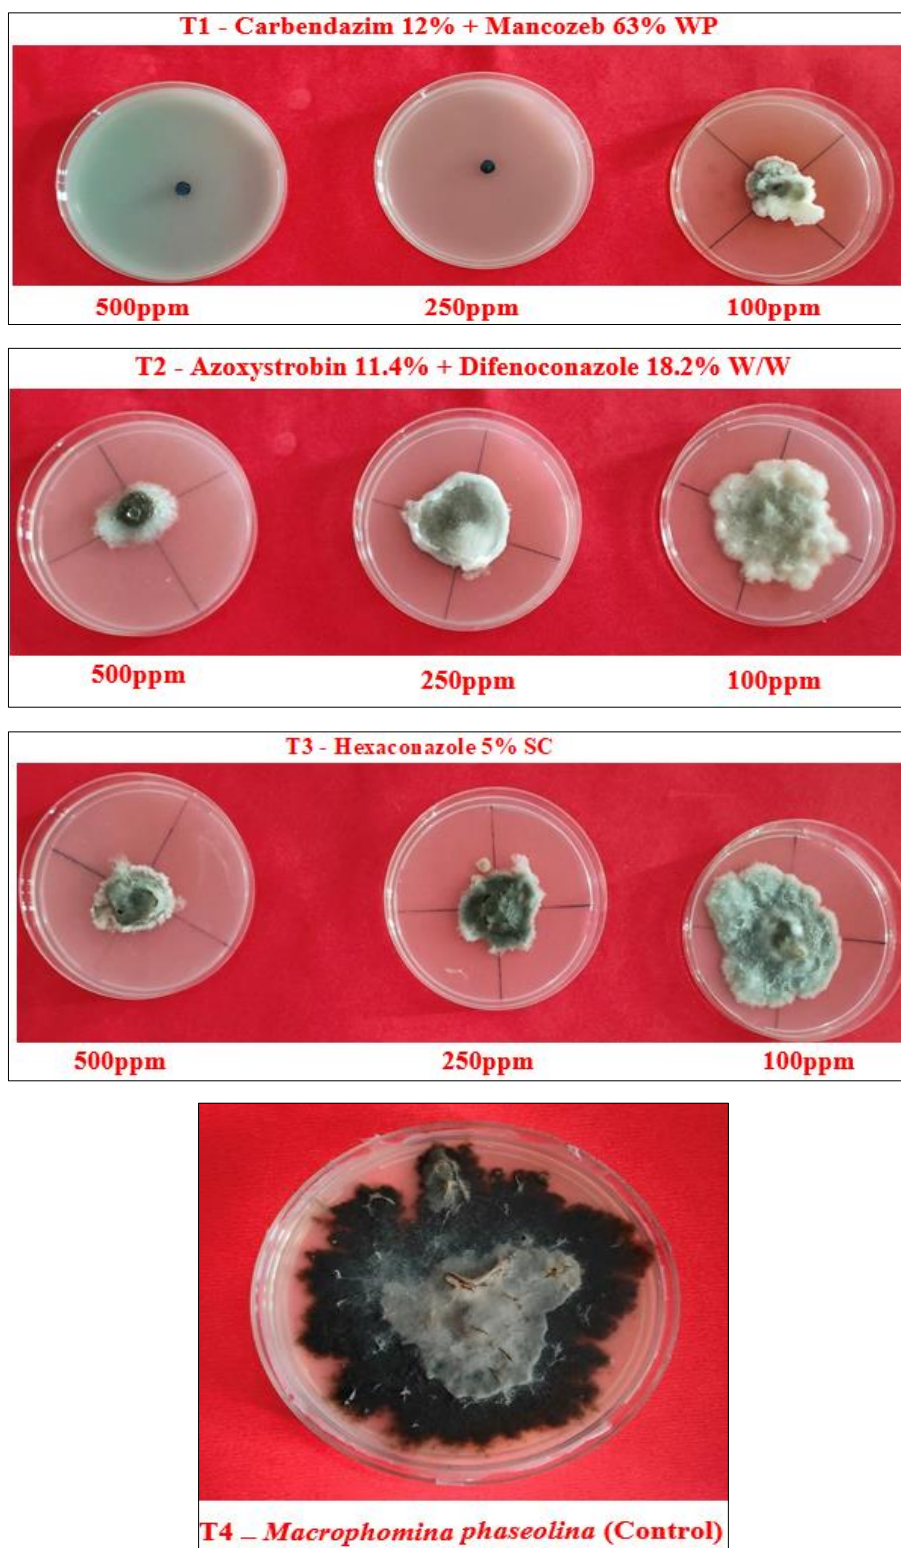 T1 - Carbendazim 12% + Mancozeb 63% WP
500ppm 250ppm 100ppm
T2 - Azoxystrobin 11.4% + Difenoconazole 18.2% W/W
500ppm 250ppm 100ppm
T3 - Hexaconazole 5% SC
500ppm 250ppm 100ppm
T4 – Macrophomina phaseolina (Control)